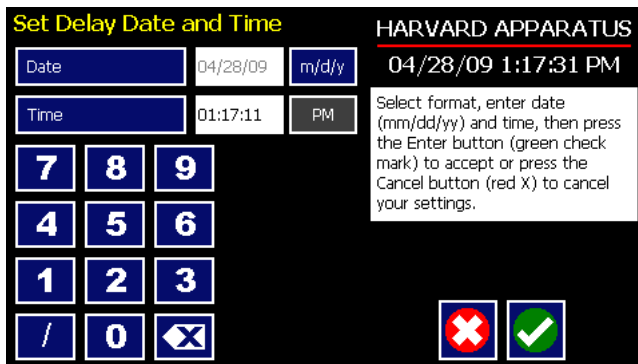 Set Delay Date and Time
Date 04/28/09 m/d/y
Time 01:17:11 PM
7 8 9
4 5 6
1 2 3
/ 0
HARVARD APPARATUS
04/28/09 1:17:31 PM
Select format, enter date
(mm/dd/yy) and time, then press
the Enter button (green check
mark) to accept or press the
Cancel button (red X) to cancel
your settings.